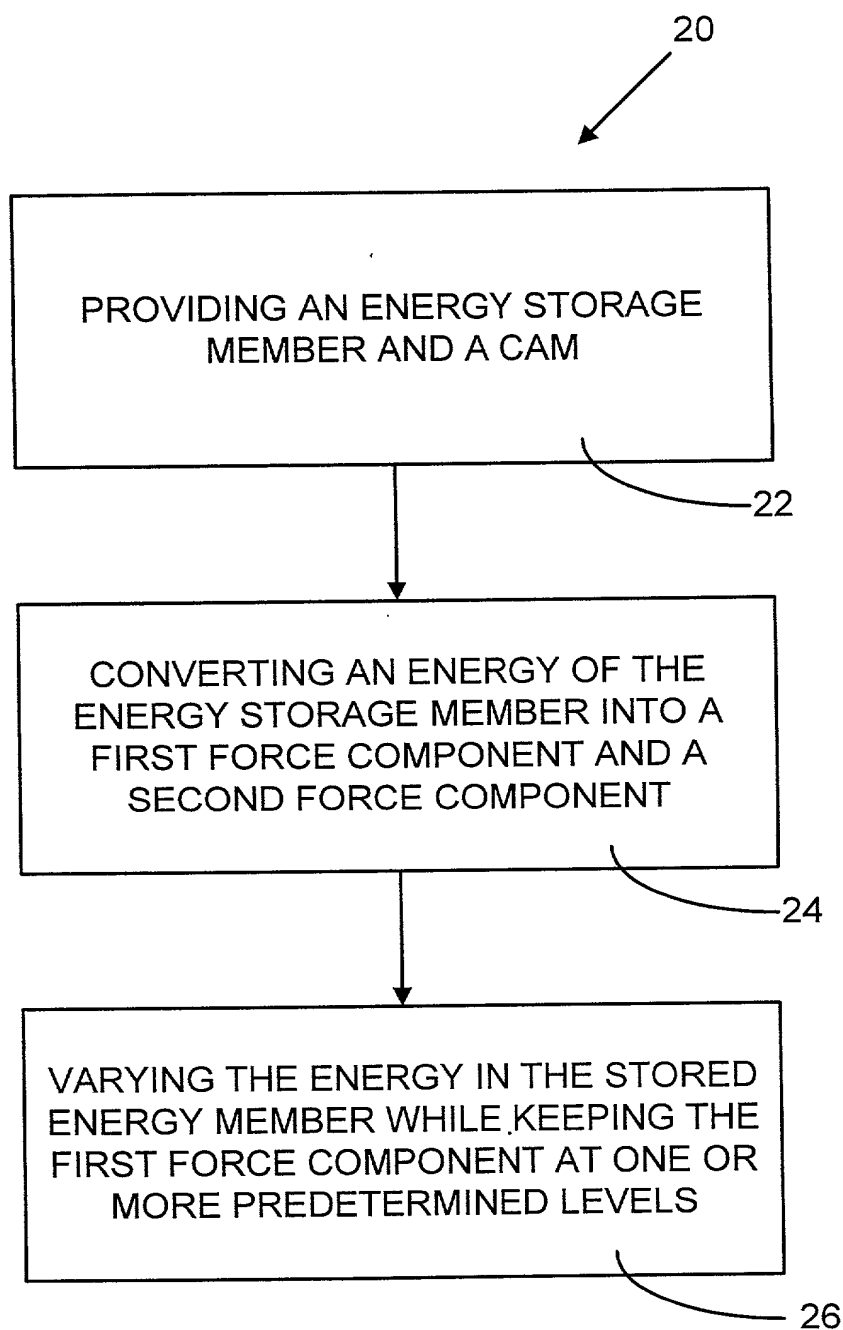 20
PROVIDING AN ENERGY STORAGE
MEMBER AND A CAM
22
CONVERTING AN ENERGY OF THE
ENERGY STORAGE MEMBER INTO A
FIRST FORCE COMPONENT AND A
SECOND FORCE COMPONENT
24
VARYING THE ENERGY IN THE STORED
ENERGY MEMBER WHILE KEEPING THE
FIRST FORCE COMPONENT AT ONE OR
MORE PREDETERMINED LEVELS
26